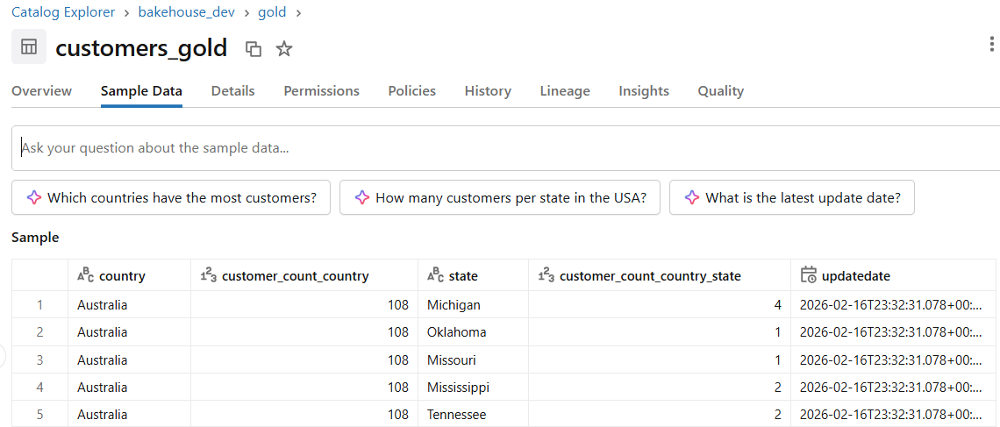 Catalog Explorer > bakehouse_dev > gold >
customers_gold
Overview Sample Data Details Permissions Policies History Lineage Insights Quality
Ask your question about the sample data...
Which countries have the most customers? How many customers per state in the USA? What is the latest update date?
Sample
country customer_count_country state customer_count_country_state updatedate
1 Australia 108 Michigan 4 2026-02-16T23:32:31.078+00:...
2 Australia 108 Oklahoma 1 2026-02-16T23:32:31.078+00:...
3 Australia 108 Missouri 1 2026-02-16T23:32:31.078+00:...
4 Australia 108 Mississippi 2 2026-02-16T23:32:31.078+00:...
5 Australia 108 Tennessee 2 2026-02-16T23:32:31.078+00:...